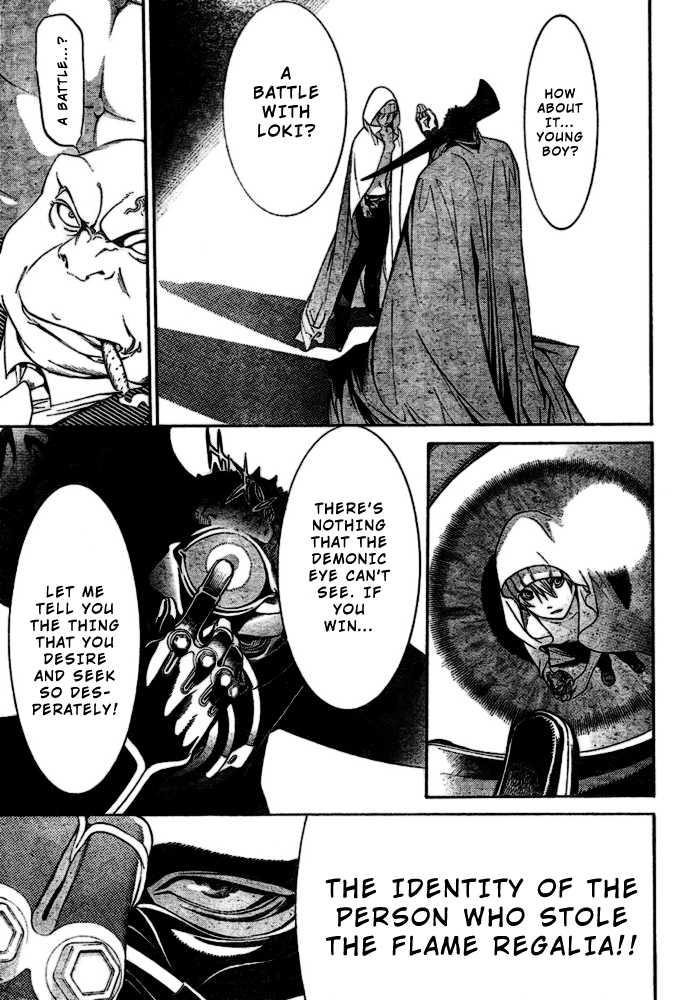 HOW
ABOUT
IT...
YOUNG
BOY?
A
BATTLE
WITH
LOKI?
A BATTLE...?
THERE'S
NOTHING
THAT THE
DEMONIC
EYE CAN'T
SEE. IF
YOU
WIN...
LET ME
TELL YOU
THE THING
THAT YOU
DESIRE
AND SEEK
SO DES-
PERATELY!
THE IDENTITY OF THE
PERSON WHO STOLE
THE FLAME REGALIA!!